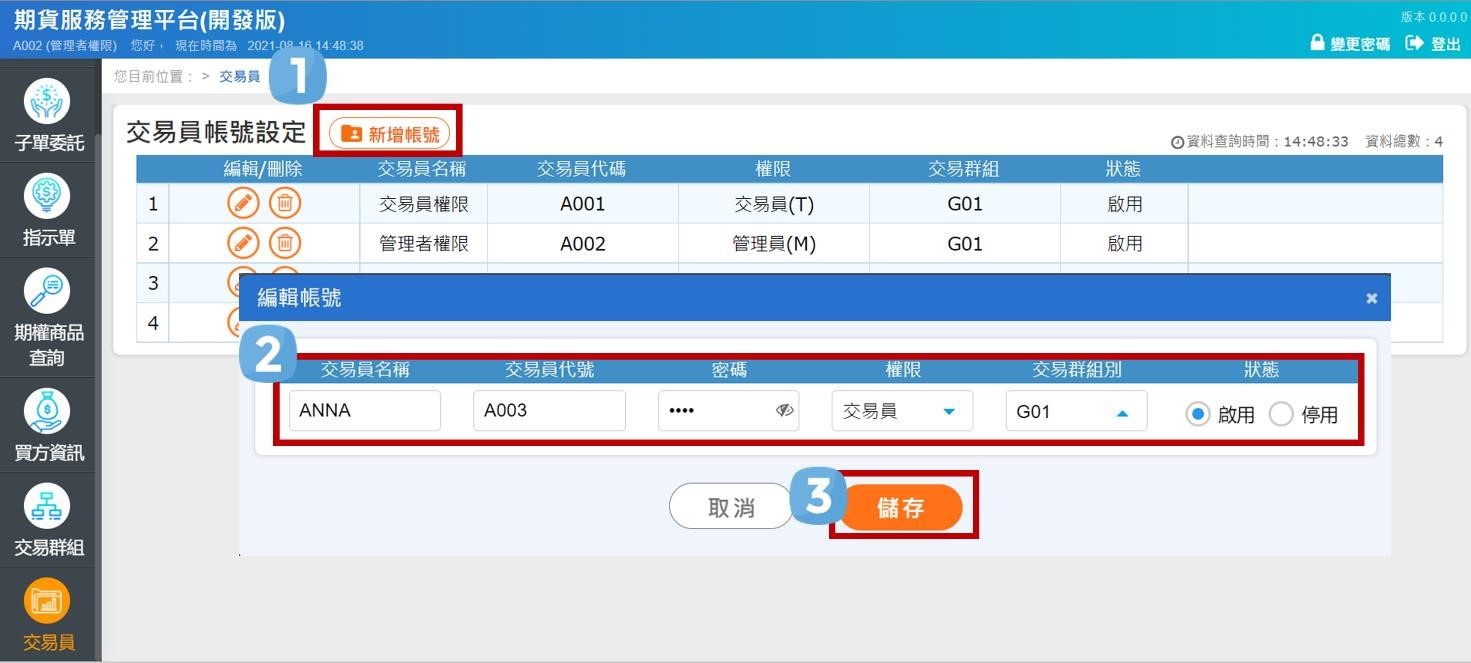 期貨服務管理平台(開發版)
版本 0.0.0.0
A002 (管理者權限) 您好， 現在時間為 2021-08-16 14:48:38
變更密碼 登出
您目前位置： > 交易員
1
子單委託
指示單
期權商品
查詢
買方資訊
交易群組
交易員
交易員帳號設定 新增帳號
資料查詢時間：14:48:33 資料總數：4
編輯/刪除 交易員名稱 交易員代碼 權限 交易群組 狀態
1 交易員權限 A001 交易員(T) G01 啟用
2 管理者權限 A002 管理員(M) G01 啟用
3
4
編輯帳號 ×
2
交易員名稱 交易員代號 密碼 權限 交易群組別 狀態
ANNA A003 •••• 交易員 G01 啟用 停用
取消 3 儲存